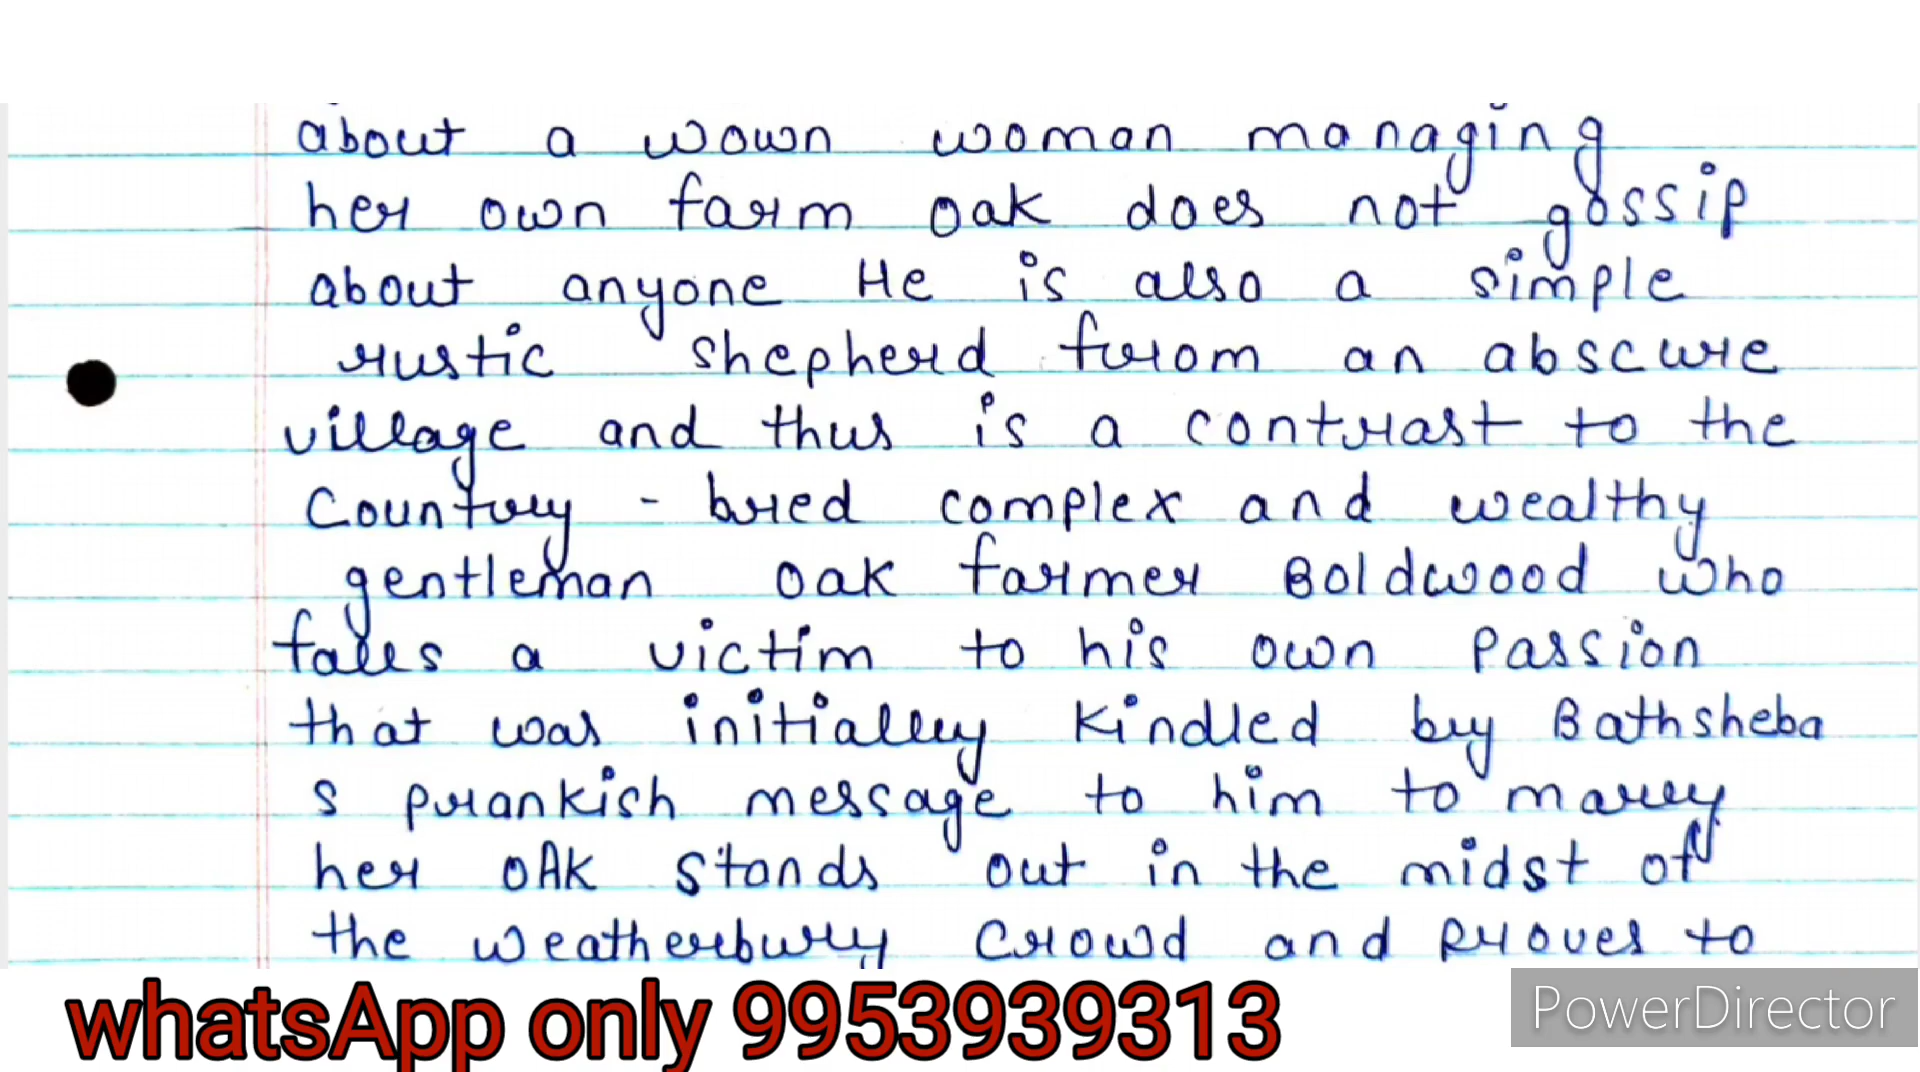 about a wown woman managing
her own farm Oak does not gossip
about anyone He is also a simple
rustic shepherd from an abscure
village and thus is a contrast to the
Country - bred complex and wealthy
gentleman oak farmer Boldwood who
falls a victim to his own passion
that was initially kindled by Bathsheba
s prankish message to him to marry
her OAK stands out in the midst of
the weatherbury crowd and proves to
whatsApp only 9953939313
PowerDirector